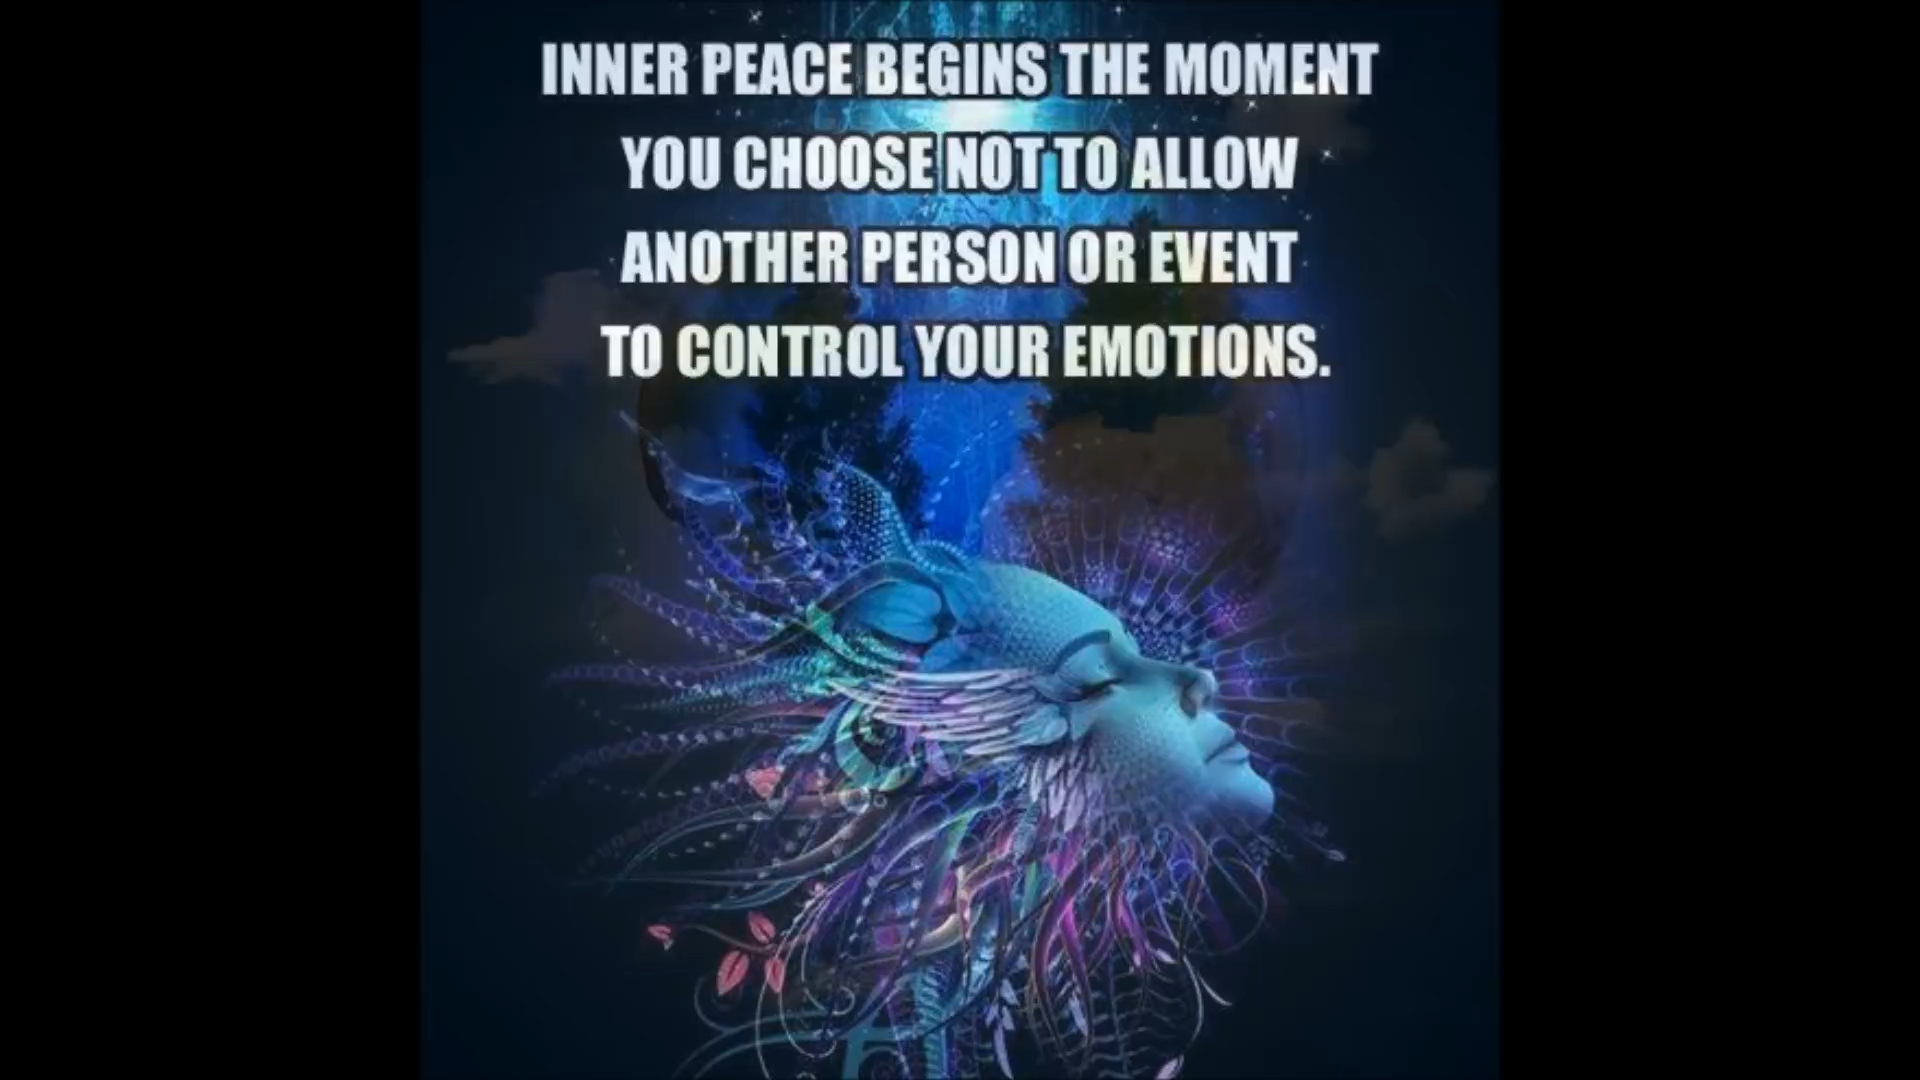 INNER PEACE BEGINS THE MOMENT
YOU CHOOSE NOT TO ALLOW
ANOTHER PERSON OR EVENT
TO CONTROL YOUR EMOTIONS.